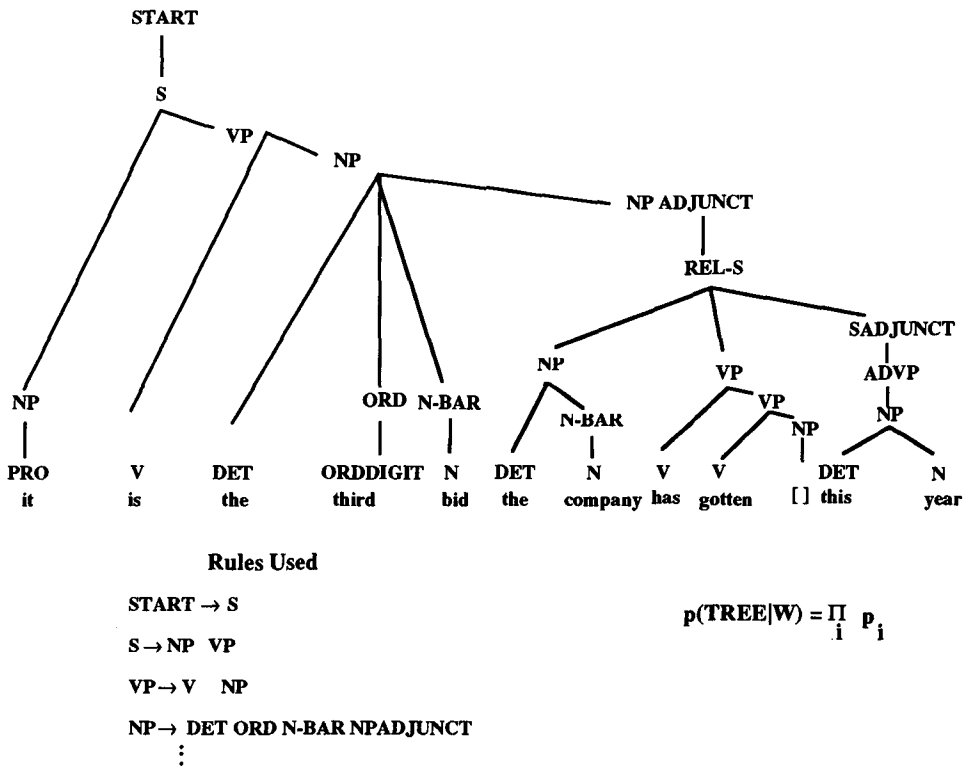 START
S
VP
NP
NP ADJUNCT
REL-S
SADJUNCT
NP
VP
ADVP
NP
ORD
N-BAR
N-BAR
VP
NP
NP
PRO V DET ORDDIGIT N DET N V V DET N
it is the third bid the company has gotten [ ] this year
Rules Used
START → S
S → NP VP
p(TREE|W) = Π p i
i
VP → V NP
NP → DET ORD N-BAR NPADJUNCT
⋮